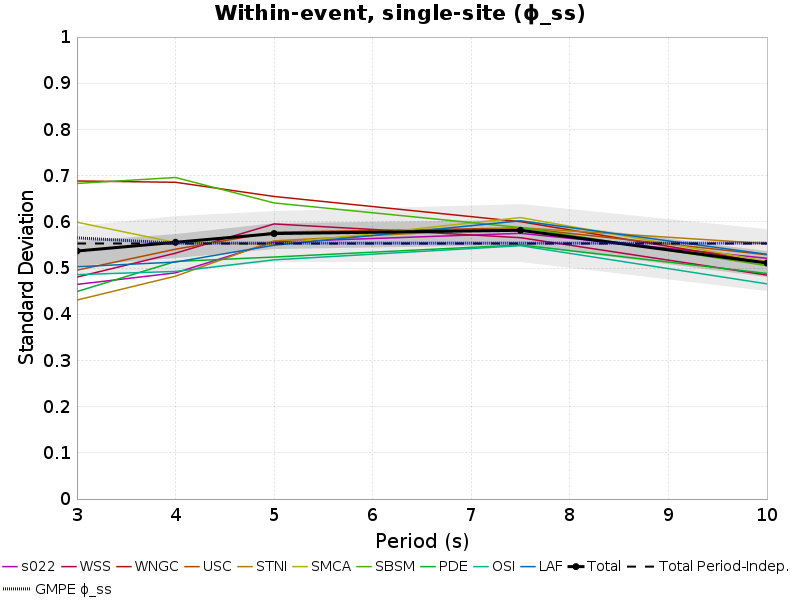 Within-event, single-site (ϕ_ss)
1
0.9
0.8
0.7
0.6
0.5
0.4
0.3
0.2
0.1
0
Standard Deviation
3 4 5 6 7 8 9 10
Period (s)
s022 WSS WNGC USC STNI SMCA SBSM PDE OSI LAF Total Total Period-Indep.
GMPE ϕ_ss